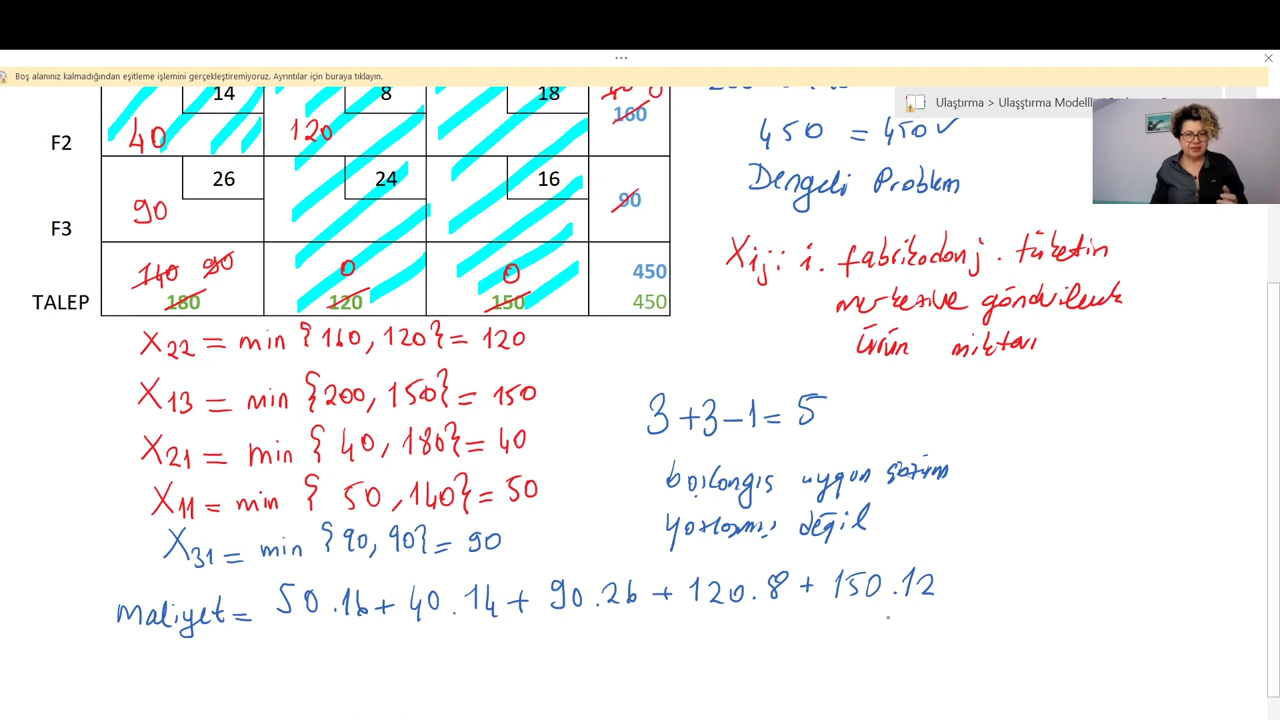 Boş alanınız kalmadığından eşitleme işlemini gerçekleştiremiyoruz. Ayrıntılar için buraya tıklayın.
Ulaştırma > Ulaşştırma Modelll
14 8 18
F2 40 120 160
450 = 450 ✓
Dengeli Problem
26 24 16
F3 90 90
140 90 0 0 450
TALEP 180 120 150 450
Xij: i. fabrikadan j. tüketim
merkezine gönderilecek
ürün miktarı
X22 = min {160, 120} = 120
X13 = min {200, 150} = 150
X21 = min { 40, 180} = 40
X11 = min { 50, 140} = 50
X31 = min {90, 90} = 90
3+3-1= 5
başlangıç uygun çözüm
yozlaşmış değil
Maliyet = 50.16 + 40.14 + 90.26 + 120.8 + 150.12